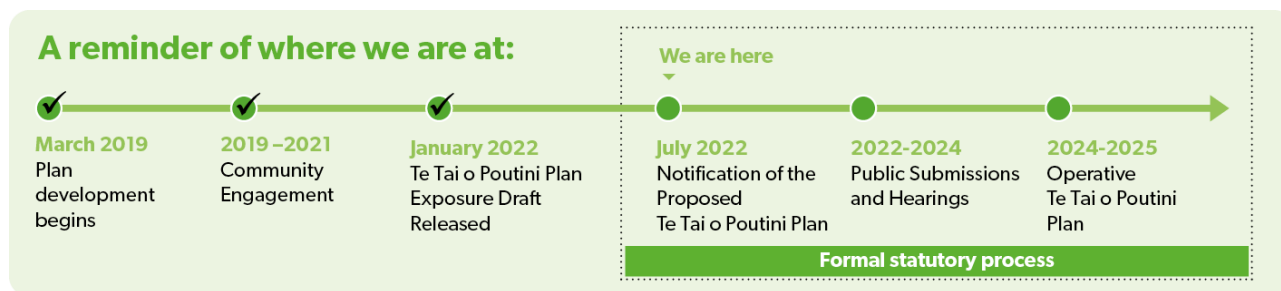 A reminder of where we are at:
We are here
March 2019
Plan
development
begins
2019 –2021
Community
Engagement
January 2022
Te Tai o Poutini Plan
Exposure Draft
Released
July 2022
Notification of the
Proposed
Te Tai o Poutini Plan
2022-2024
Public Submissions
and Hearings
2024-2025
Operative
Te Tai o Poutini
Plan
Formal statutory process